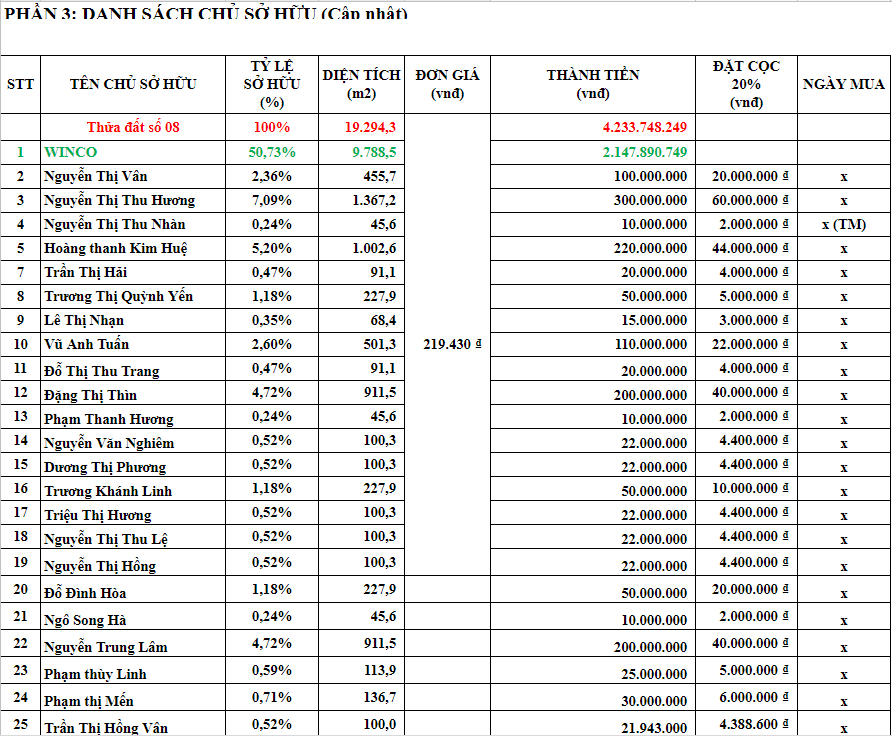 PHẦN 3: DANH SÁCH CHỦ SỞ HỮU (Cập nhật)
STT TÊN CHỦ SỞ HỮU TỶ LỆ SỞ HỮU (%) DIỆN TÍCH (m2) ĐƠN GIÁ (vnđ) THÀNH TIỀN (vnđ) ĐẶT CỌC 20% (vnđ) NGÀY MUA
Thửa đất số 08 100% 19.294,3 4.233.748.249
1 WINCO 50,73% 9.788,5 2.147.890.749
2 Nguyễn Thị Vân 2,36% 455,7 100.000.000 20.000.000 ₫ x
3 Nguyễn Thị Thu Hương 7,09% 1.367,2 300.000.000 60.000.000 ₫ x
4 Nguyễn Thị Thu Nhàn 0,24% 45,6 10.000.000 2.000.000 ₫ x (TM)
5 Hoàng thanh Kim Huệ 5,20% 1.002,6 220.000.000 44.000.000 ₫ x
7 Trần Thị Hải 0,47% 91,1 20.000.000 4.000.000 ₫ x
8 Trương Thị Quỳnh Yến 1,18% 227,9 50.000.000 5.000.000 ₫ x
9 Lê Thị Nhạn 0,35% 68,4 15.000.000 3.000.000 ₫ x
10 Vũ Anh Tuấn 2,60% 501,3 219.430 ₫ 110.000.000 22.000.000 ₫ x
11 Đỗ Thị Thu Trang 0,47% 91,1 20.000.000 4.000.000 ₫ x
12 Đặng Thị Thìn 4,72% 911,5 200.000.000 40.000.000 ₫ x
13 Phạm Thanh Hương 0,24% 45,6 10.000.000 2.000.000 ₫ x
14 Nguyễn Văn Nghiêm 0,52% 100,3 22.000.000 4.400.000 ₫ x
15 Dương Thị Phương 0,52% 100,3 22.000.000 4.400.000 ₫ x
16 Trương Khánh Linh 1,18% 227,9 50.000.000 10.000.000 ₫ x
17 Triệu Thị Hương 0,52% 100,3 22.000.000 4.400.000 ₫ x
18 Nguyễn Thị Thu Lệ 0,52% 100,3 22.000.000 4.400.000 ₫ x
19 Nguyễn Thị Hồng 0,52% 100,3 22.000.000 4.400.000 ₫ x
20 Đỗ Đình Hòa 1,18% 227,9 50.000.000 20.000.000 ₫ x
21 Ngô Song Hà 0,24% 45,6 10.000.000 2.000.000 ₫ x
22 Nguyễn Trung Lâm 4,72% 911,5 200.000.000 40.000.000 ₫ x
23 Phạm thùy Linh 0,59% 113,9 25.000.000 5.000.000 ₫ x
24 Phạm thị Mến 0,71% 136,7 30.000.000 6.000.000 ₫ x
25 Trần Thị Hồng Vân 0,52% 100,0 21.943.000 4.388.600 ₫ x